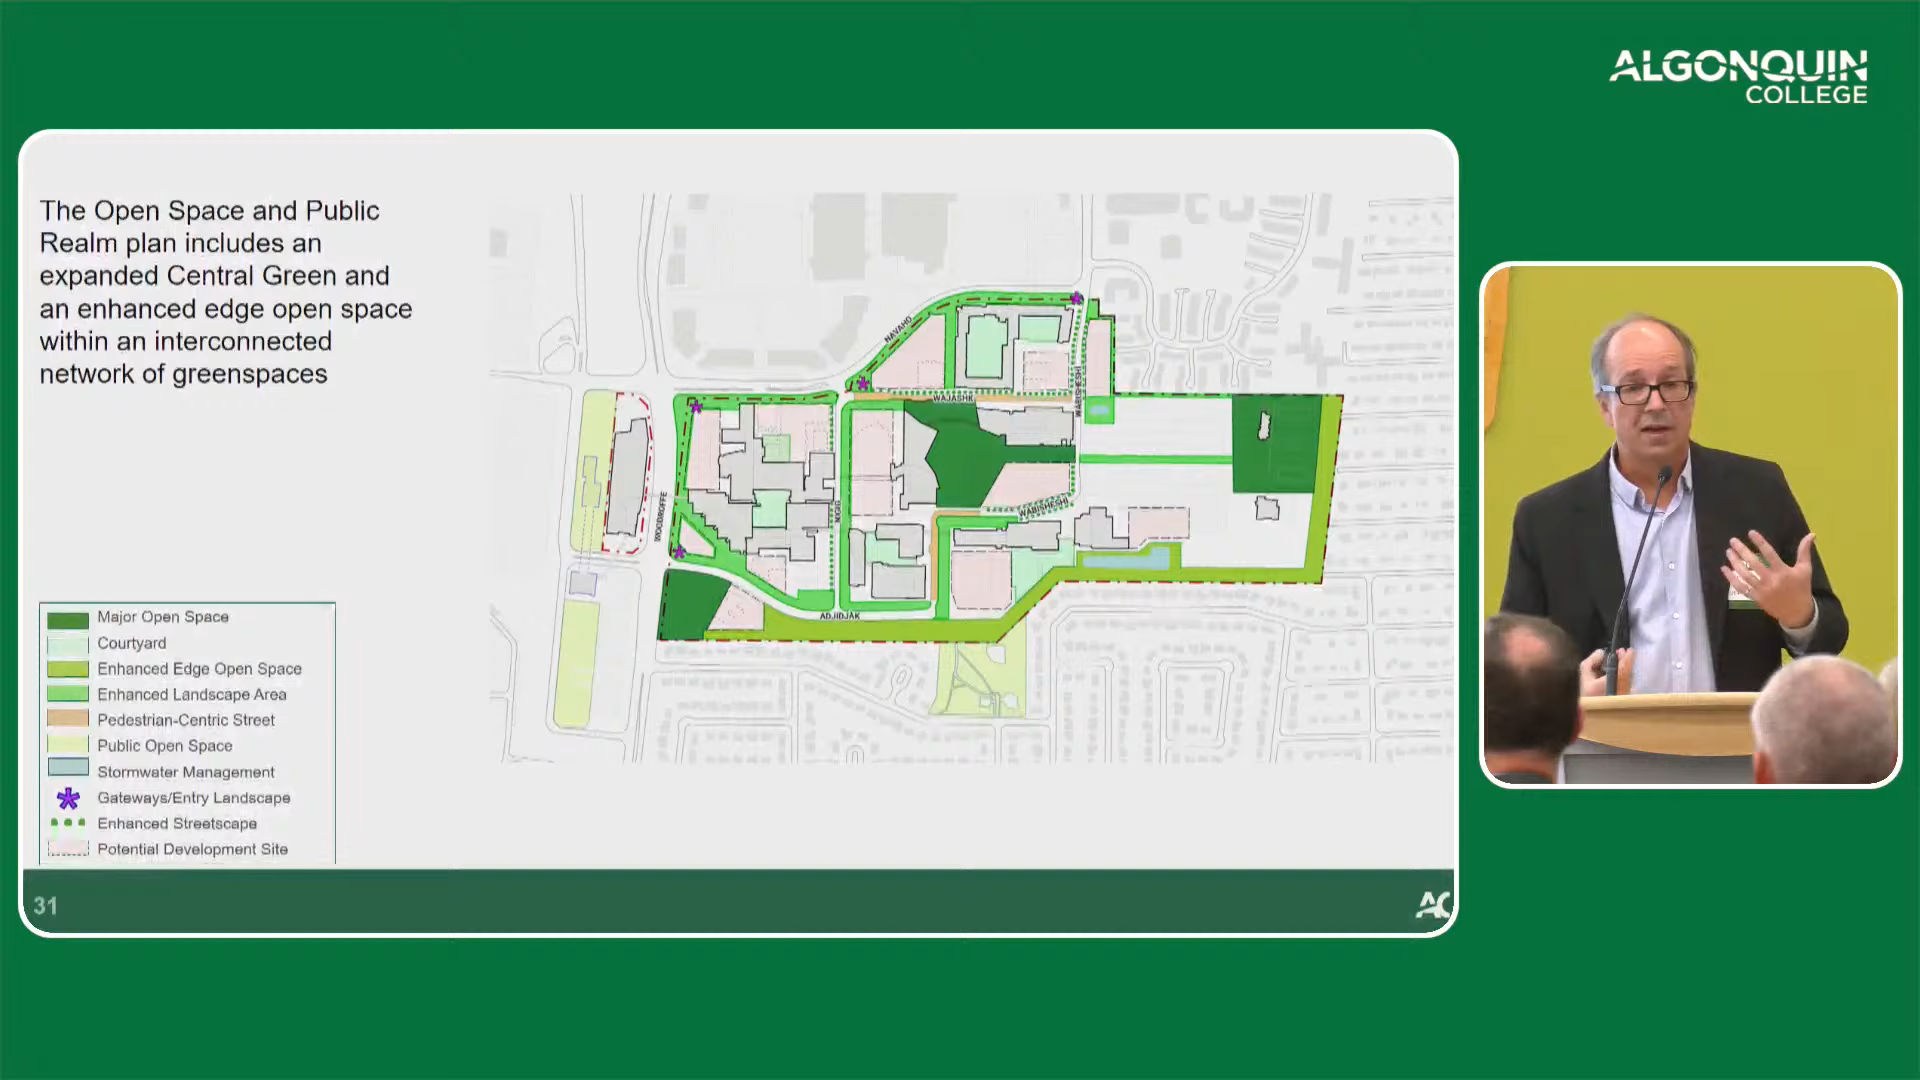 ALGONQUIN
COLLEGE
The Open Space and Public
Realm plan includes an
expanded Central Green and
an enhanced edge open space
within an interconnected
network of greenspaces
NAVAHO
WAJASHK
WABISHESHI
WOODROFFE
WABISHESHI
ADJIDJAK
Major Open Space
Courtyard
Enhanced Edge Open Space
Enhanced Landscape Area
Pedestrian-Centric Street
Public Open Space
Stormwater Management
Gateways/Entry Landscape
Enhanced Streetscape
Potential Development Site
31
AC